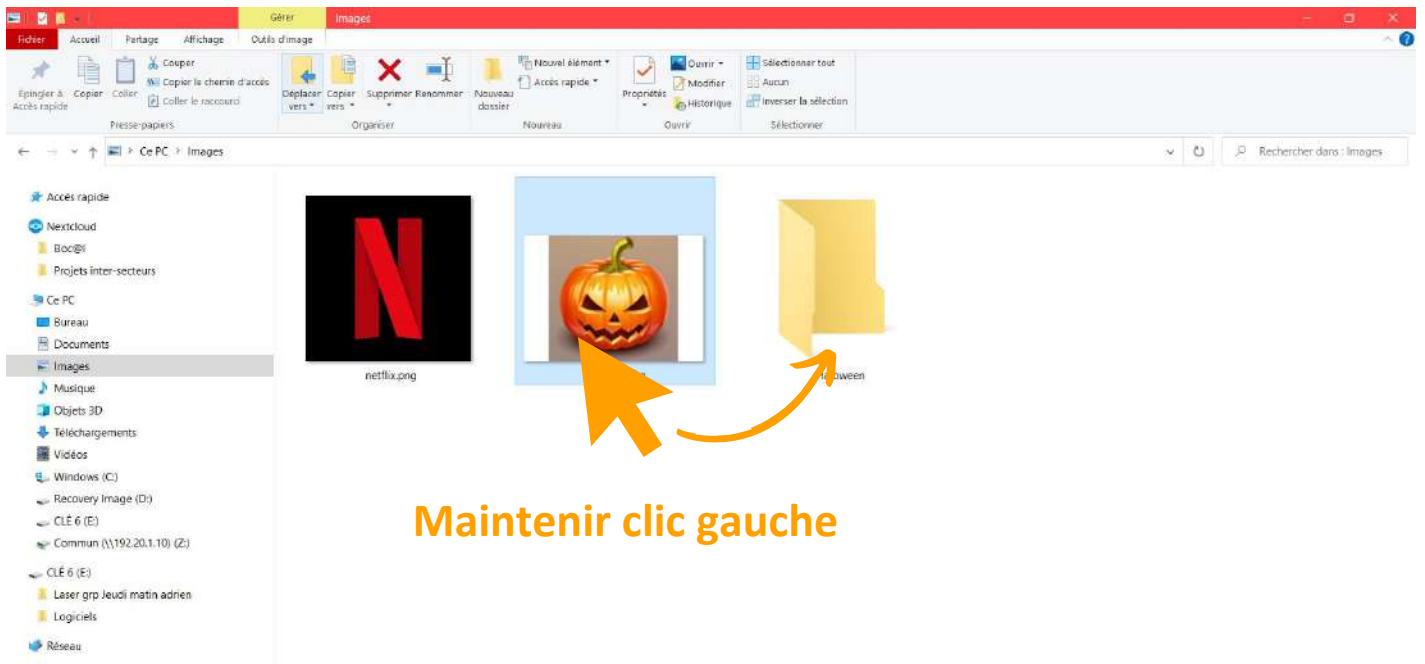 Gérer
Images
Fichier
Accueil
Partage
Affichage
Outils d'image
Épingler à
Accès rapide
Copier
Coller
Couper
Copier le chemin d'accès
Coller le raccourci
Presse-papiers
Déplacer
vers
Copier
vers
Supprimer
Renommer
Organiser
Nouveau
dossier
Nouvel élément
Accès rapide
Nouveau
Propriétés
Ouvrir
Modifier
Historique
Ouvrir
Sélectionner tout
Aucun
Inverser la sélection
Sélectionner
Ce PC > Images
Rechercher dans : Images
Accès rapide
Nextcloud
Boc@l
Projets inter-secteurs
Ce PC
Bureau
Documents
Images
Musique
Objets 3D
Téléchargements
Vidéos
Windows (C:)
Recovery Image (D:)
CLÉ 6 (E:)
Commun (\\192.20.1.10) (Z:)
CLÉ 6 (E:)
Laser grp Jeudi matin adrien
Logiciels
Réseau
N
netflix.png
Maintenir clic gauche